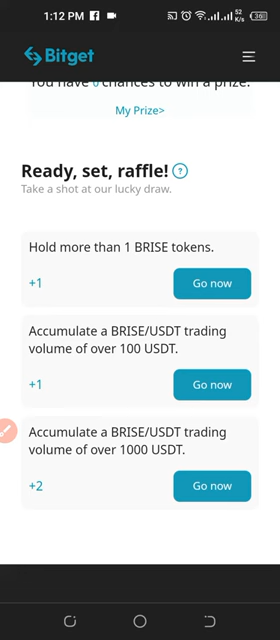 1:12 PM
52
K/s
36
Bitget
You have 0 chances to win a prize.
My Prize>
Ready, set, raffle! ?
Take a shot at our lucky draw.
Hold more than 1 BRISE tokens.
+1
Go now
Accumulate a BRISE/USDT trading
volume of over 100 USDT.
+1
Go now
Accumulate a BRISE/USDT trading
volume of over 1000 USDT.
+2
Go now